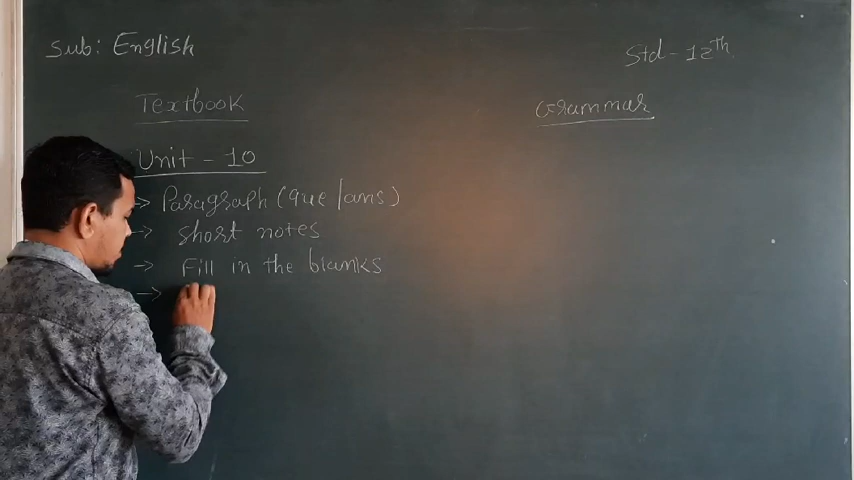 Sub: English
Std - 12th
Textbook
Grammar
Unit - 10
→ Paragraph (que/ans)
→ Short notes
→ Fill in the blanks
→